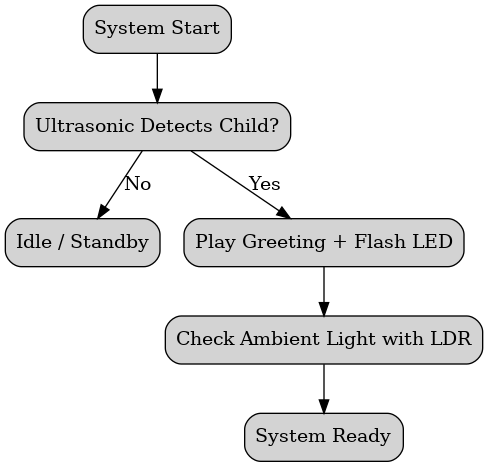 System Start
Ultrasonic Detects Child?
No
Yes
Idle / Standby
Play Greeting + Flash LED
Check Ambient Light with LDR
System Ready